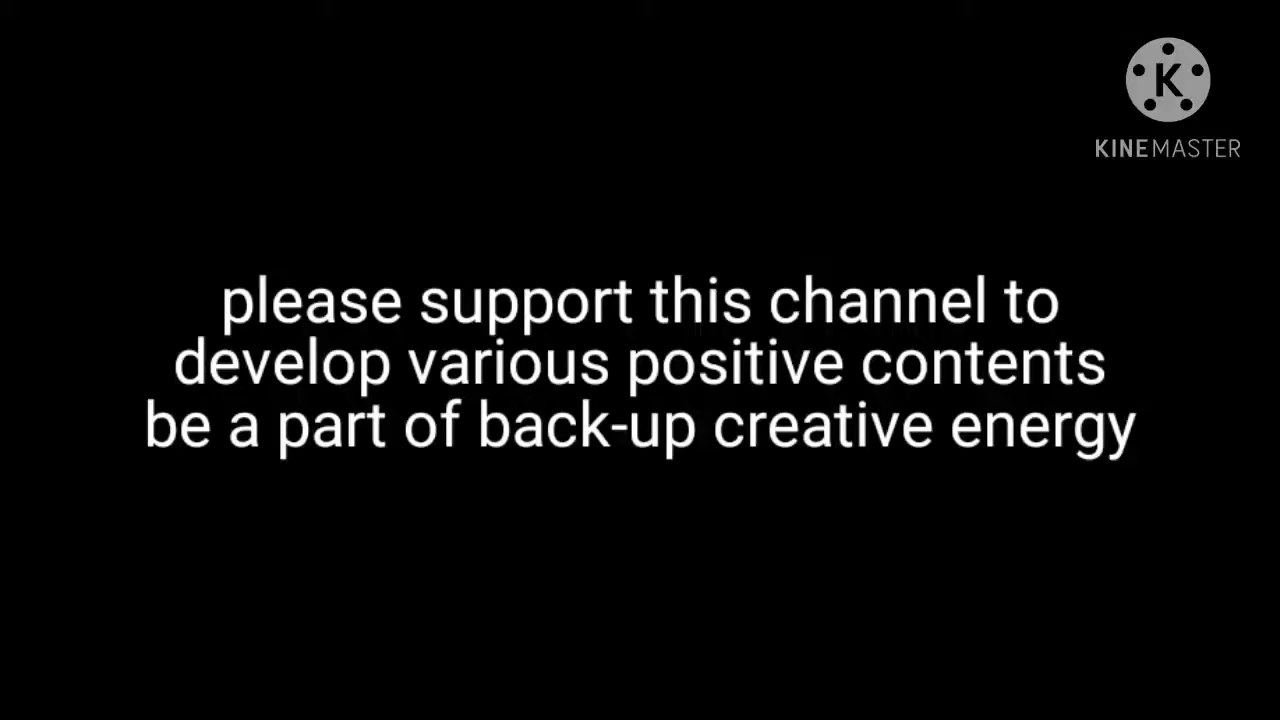 K
KINEMASTER
please support this channel to
develop various positive contents
be a part of back-up creative energy